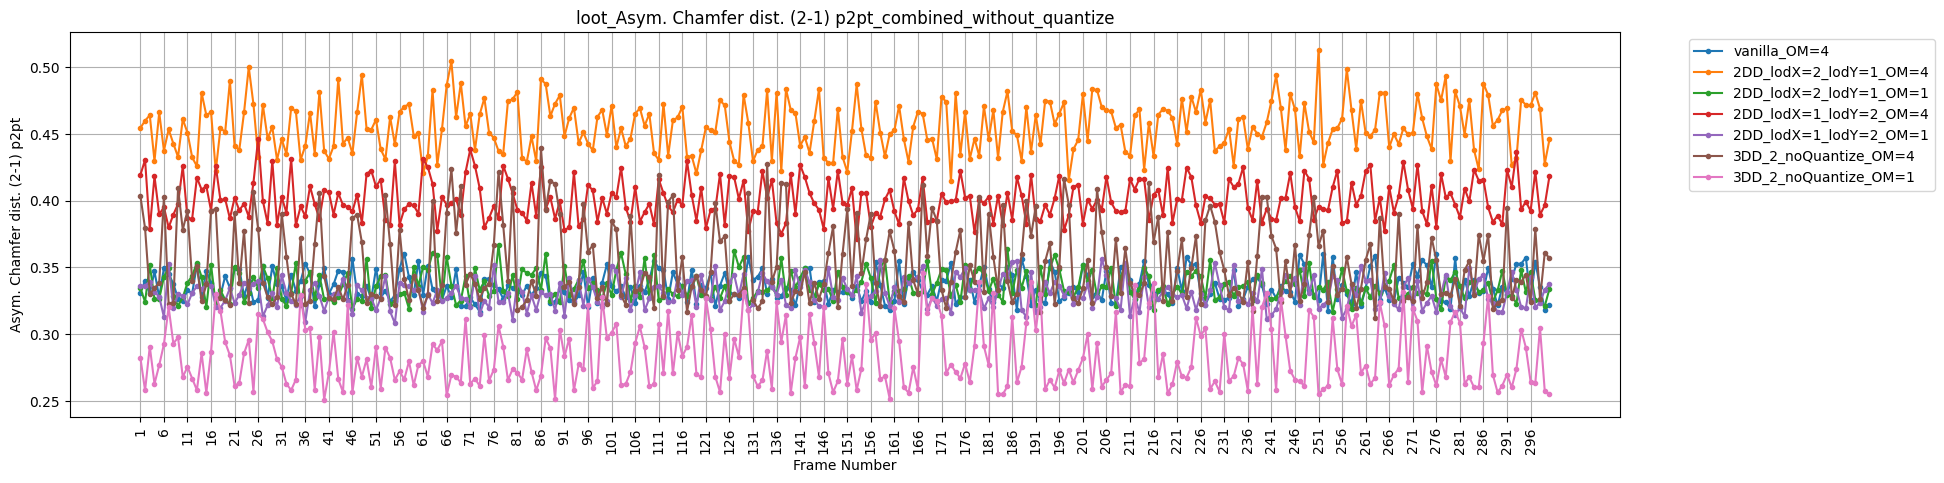 loot_Asym. Chamfer dist. (2-1) p2pt_combined_without_quantize
Asym. Chamfer dist. (2-1) p2pt
0.50
0.45
0.40
0.35
0.30
0.25
1 6 11 16 21 26 31 36 41 46 51 56 61 66 71 76 81 86 91 96 101 106 111 116 121 126 131 136 141 146 151 156 161 166 171 176 181 186 191 196 201 206 211 216 221 226 231 236 241 246 251 256 261 266 271 276 281 286 291 296
Frame Number
vanilla_OM=4
2DD_lodX=2_lodY=1_OM=4
2DD_lodX=2_lodY=1_OM=1
2DD_lodX=1_lodY=2_OM=4
2DD_lodX=1_lodY=2_OM=1
3DD_2_noQuantize_OM=4
3DD_2_noQuantize_OM=1